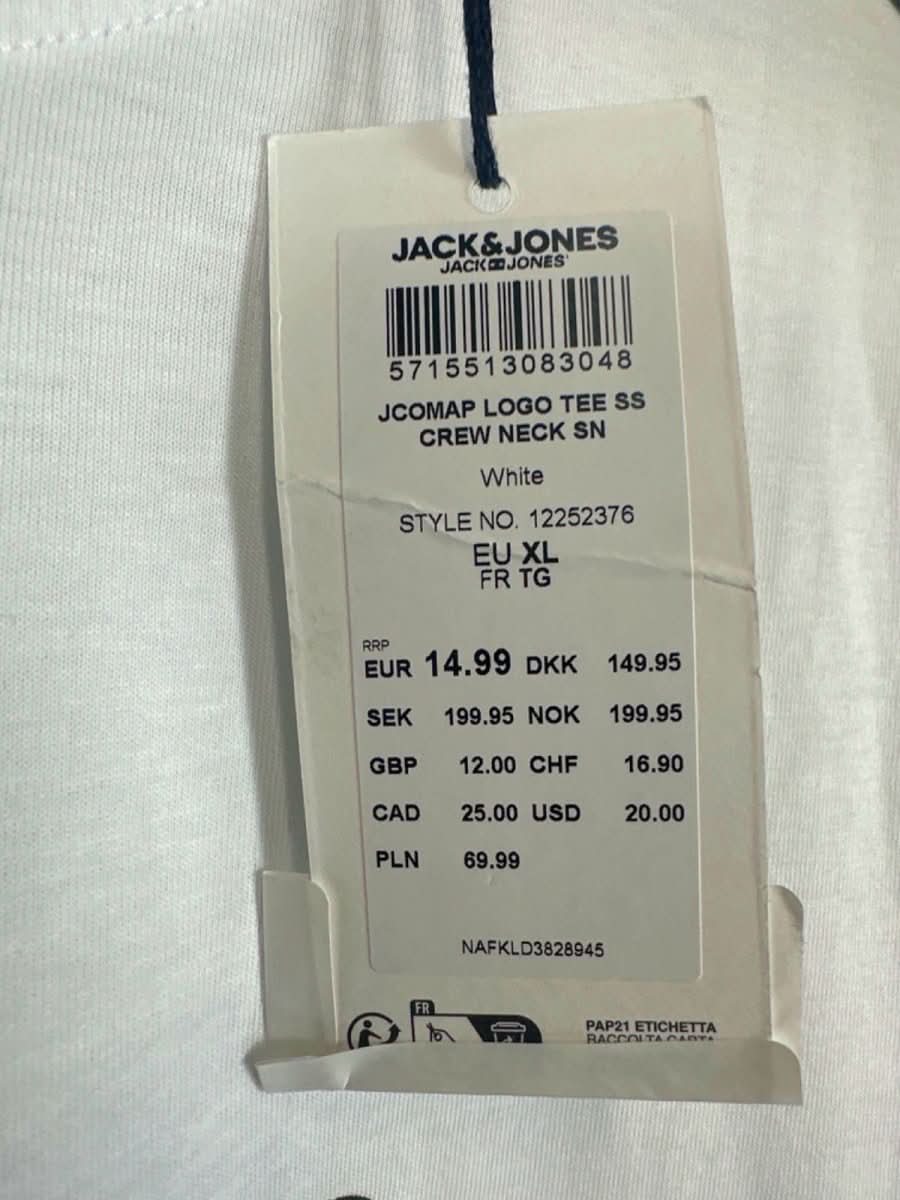 JACK&JONES
JACK JONES
5715513083048
JCOMAP LOGO TEE SS
CREW NECK SN
White
STYLE NO. 12252376
EU XL
FR TG
RRP
EUR 14.99 DKK 149.95
SEK 199.95 NOK 199.95
GBP 12.00 CHF 16.90
CAD 25.00 USD 20.00
PLN 69.99
NAFKLD3828945
FR
PAP21 ETICHETTA
RACCOLTA CARTA